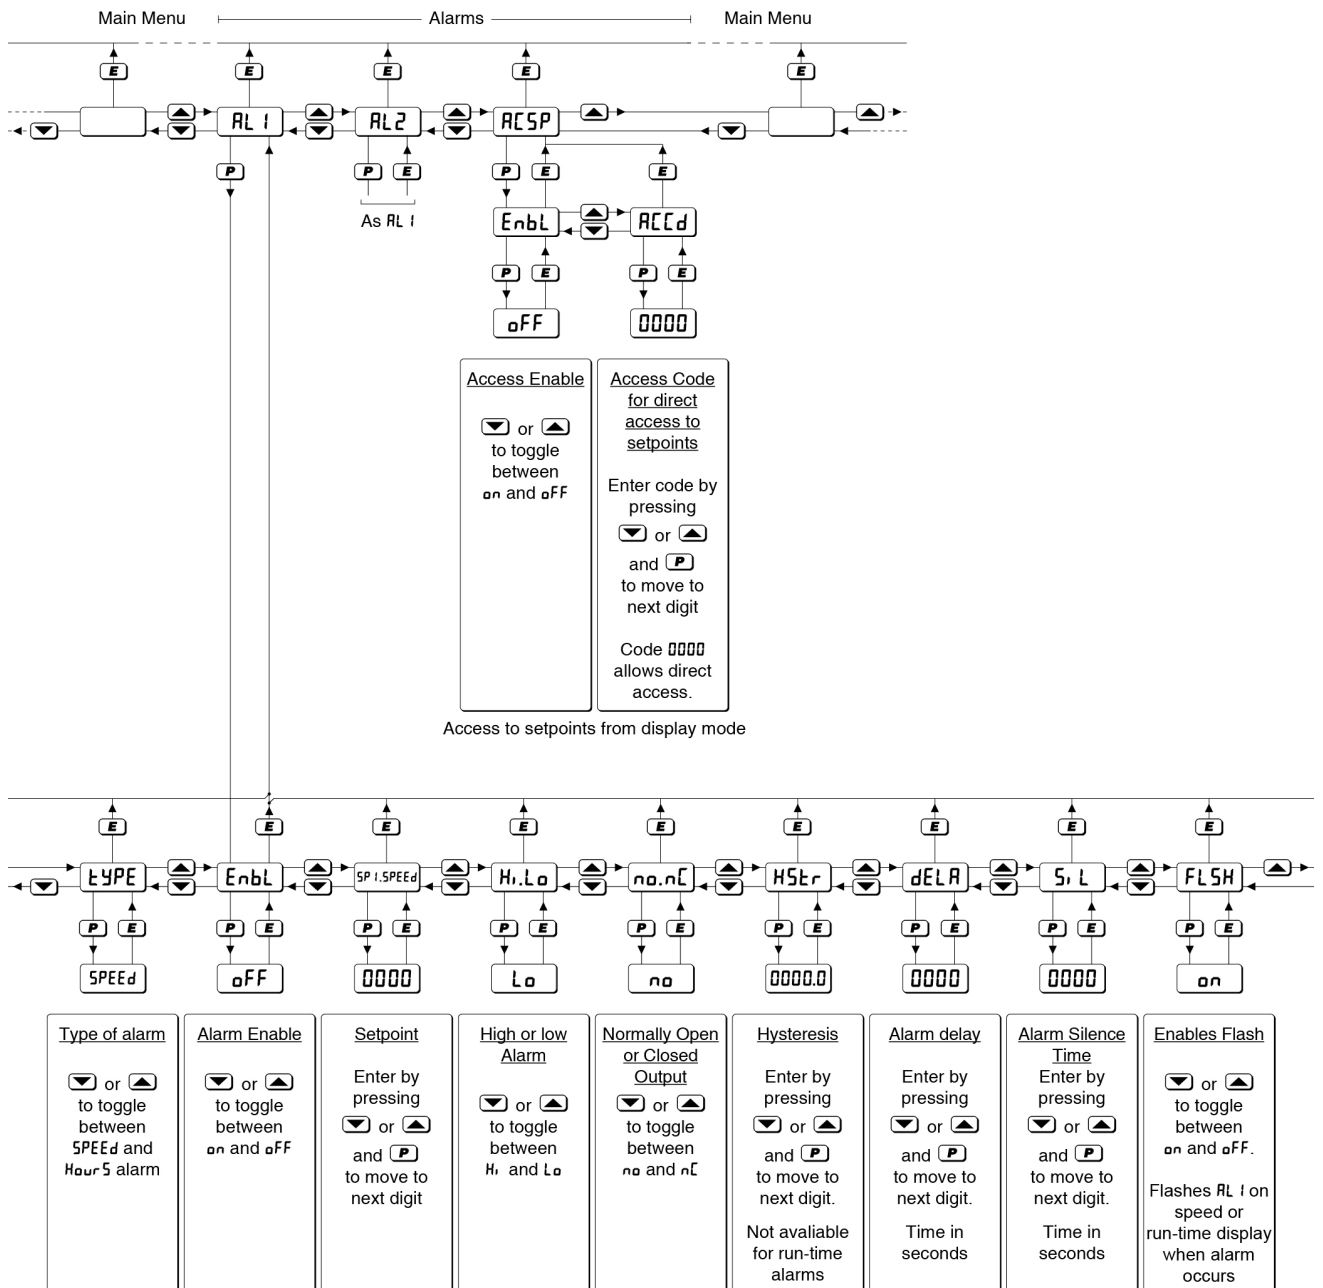 Main Menu
Alarms
Main Menu
E E E E
AL1
AL2
ACSP
P P E P E E
As AL1
EnbL
ACCd
P E P E
oFF
0000
Access Enable
or
to toggle
between
on and oFF
Access Code
for direct
access to
setpoints
Enter code by
pressing
or
and P
to move to
next digit
Code 0000
allows direct
access.
Access to setpoints from display mode
E E E E E E E E E
tYPE
EnbL
SP1.SPEEd
Hi.Lo
no.nC
HStr
dELA
SiL
FLSH
P E P E P E P E P E P E P E P E P E
SPEEd
oFF
0000
Lo
no
0000.0
0000
0000
on
Type of alarm
or
to toggle
between
SPEEd and
HourS alarm
Alarm Enable
or
to toggle
between
on and oFF
Setpoint
Enter by
pressing
or
and P
to move to
next digit
High or low
Alarm
or
to toggle
between
Hi and Lo
Normally Open
or Closed
Output
or
to toggle
between
no and nC
Hysteresis
Enter by
pressing
or
and P
to move to
next digit.
Not avaliable
for run-time
alarms
Alarm delay
Enter by
pressing
or
and P
to move to
next digit.
Time in
seconds
Alarm Silence
Time
Enter by
pressing
or
and P
to move to
next digit.
Time in
seconds
Enables Flash
or
to toggle
between
on and oFF.
Flashes AL1 on
speed or
run-time display
when alarm
occurs